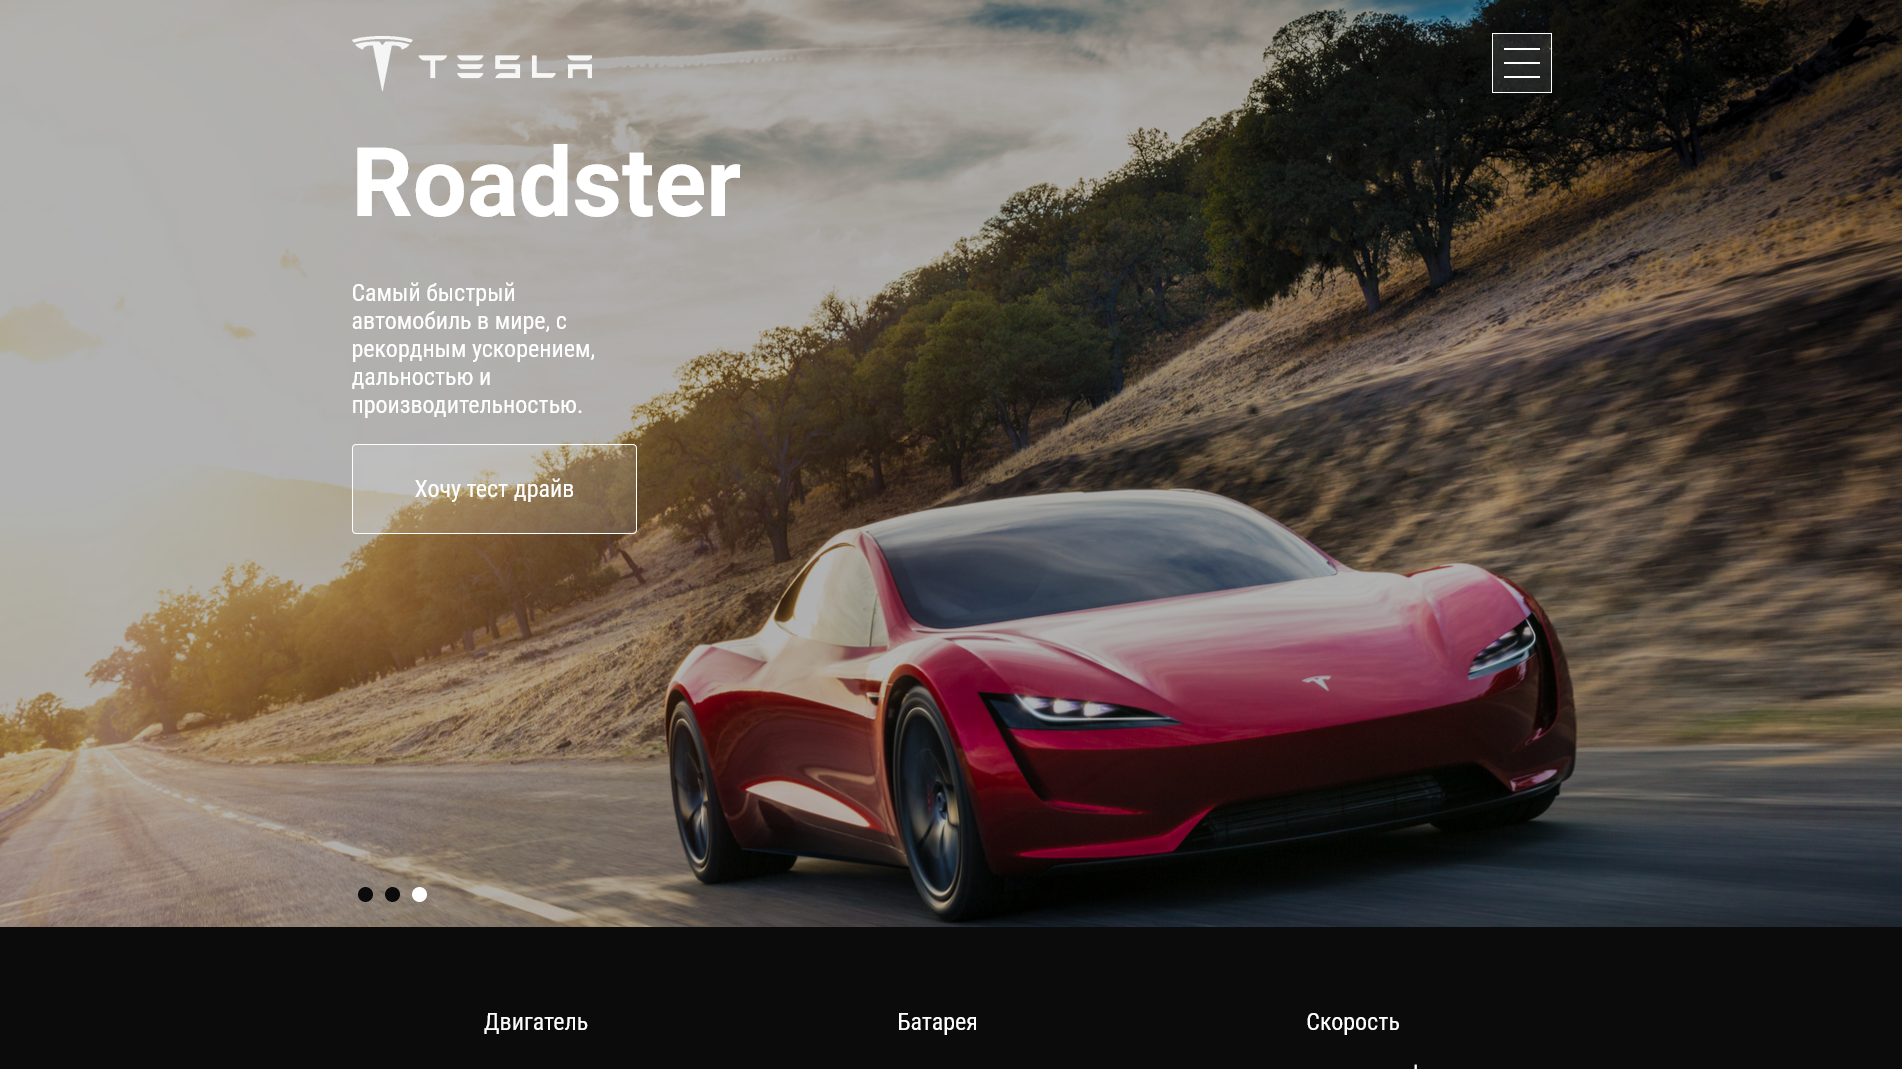 TESLA
Roadster
Самый быстрый
автомобиль в мире, с
рекордным ускорением,
дальностью и
производительностью.
Хочу тест драйв
Двигатель
Батарея
Скорость